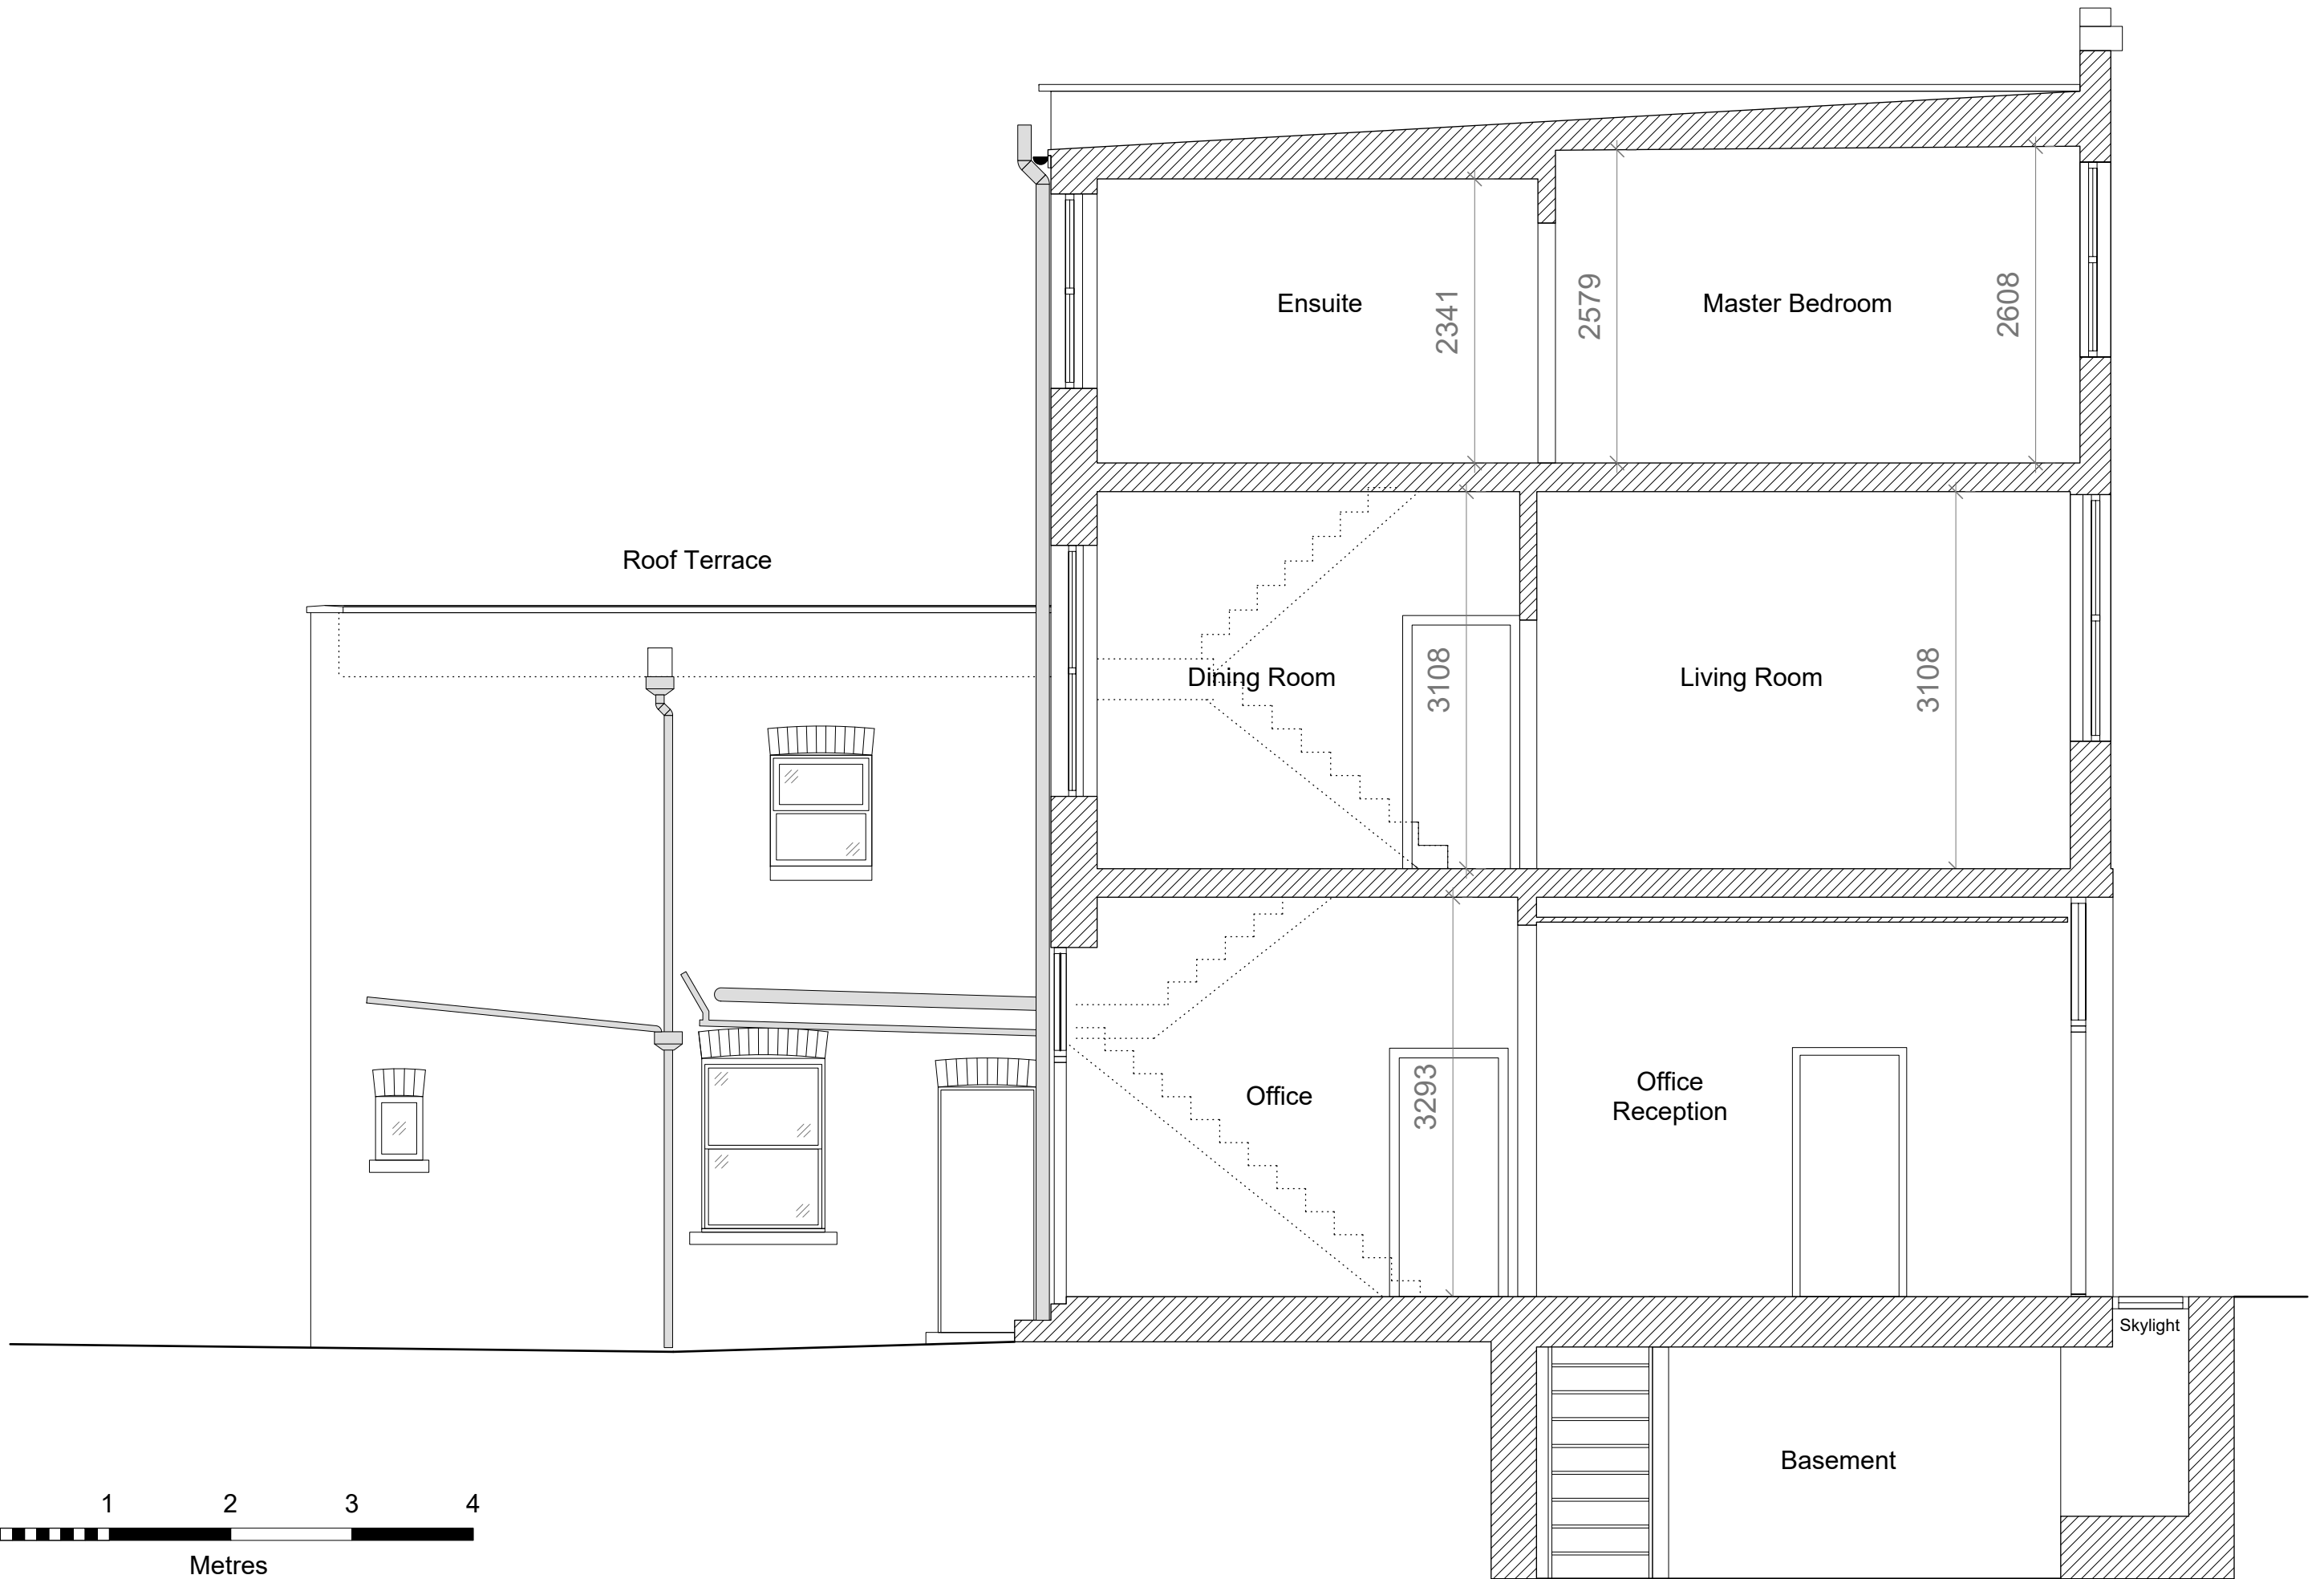 Ensuite
2341
2579
Master Bedroom
2608
Roof Terrace
Dining Room
3108
Living Room
3108
Office
3293
Office
Reception
Skylight
Basement
1 2 3 4
Metres